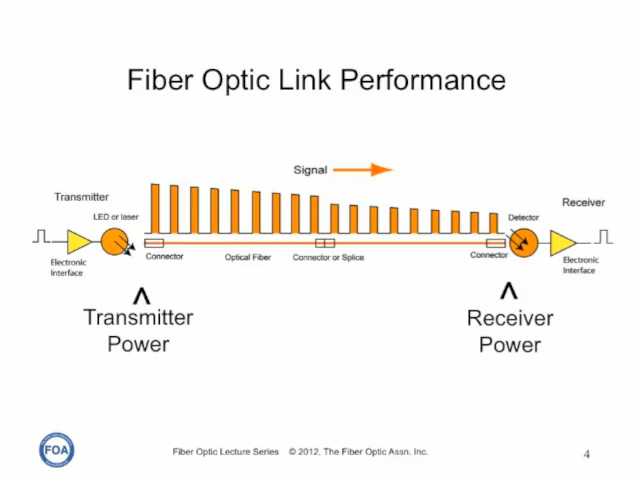 Fiber Optic Link Performance
Signal
Transmitter
Receiver
LED or laser
Detector
Electronic
Interface
Connector
Optical Fiber
Connector or Splice
Connector
Electronic
Interface
^
Transmitter
Power
^
Receiver
Power
FOA
Fiber Optic Lecture Series © 2012, The Fiber Optic Assn. Inc.
4